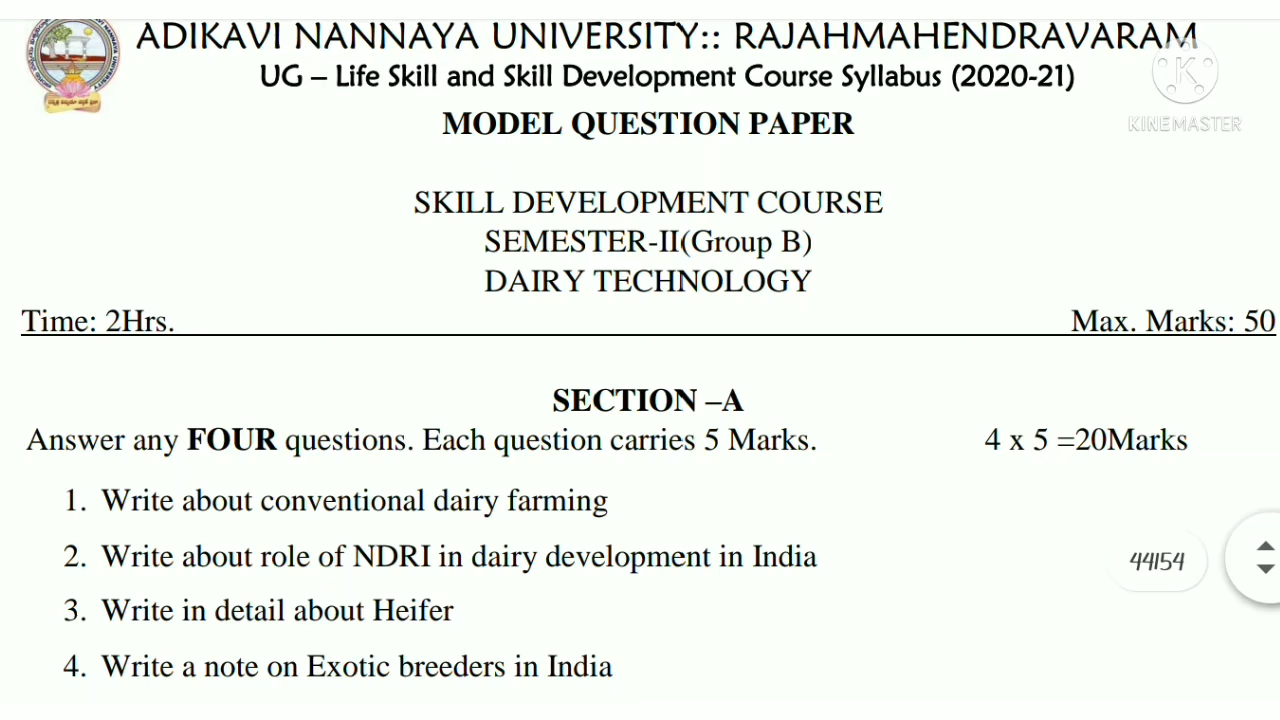 ADIKAVI NANNAYA UNIVERSITY:: RAJAHMAHENDRAVARAM
UG – Life Skill and Skill Development Course Syllabus (2020-21)
KINEMASTER
MODEL QUESTION PAPER
SKILL DEVELOPMENT COURSE
SEMESTER-II(Group B)
DAIRY TECHNOLOGY
Time: 2Hrs. Max. Marks: 50
SECTION –A
Answer any FOUR questions. Each question carries 5 Marks. 4 x 5 =20Marks
1. Write about conventional dairy farming
2. Write about role of NDRI in dairy development in India
44/54
3. Write in detail about Heifer
4. Write a note on Exotic breeders in India